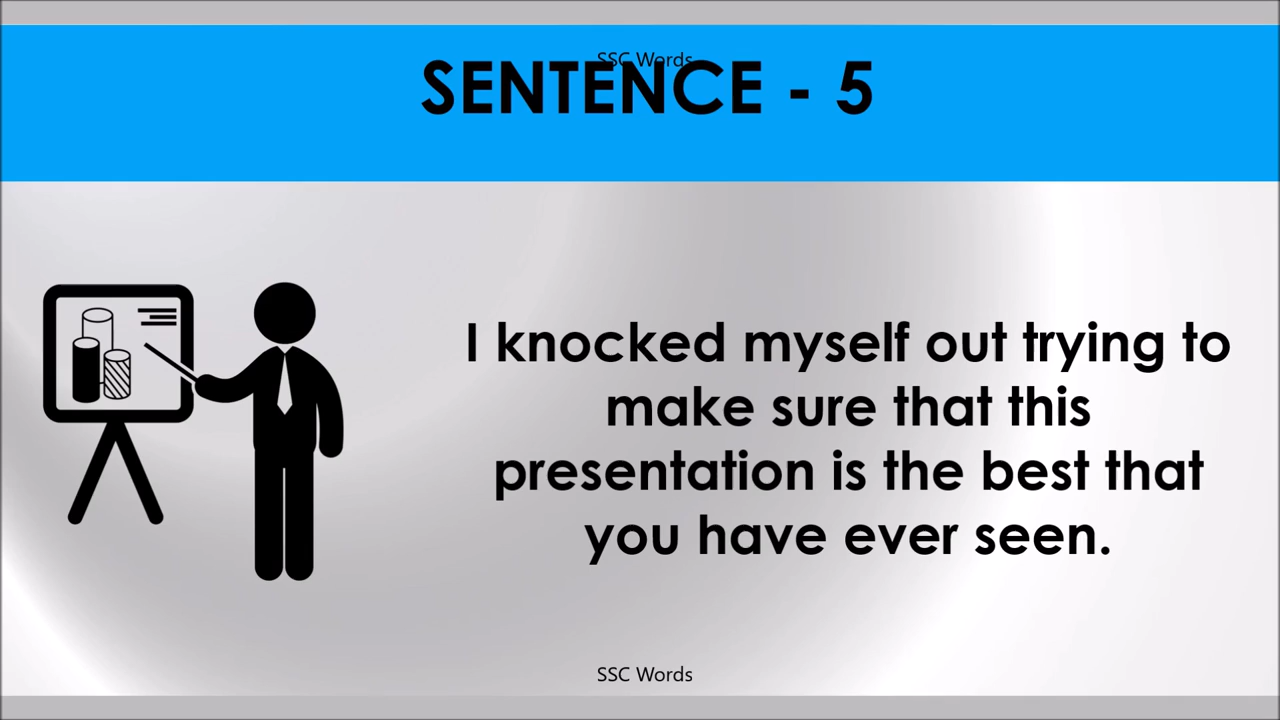 SSC Words
SENTENCE - 5
I knocked myself out trying to
make sure that this
presentation is the best that
you have ever seen.
SSC Words